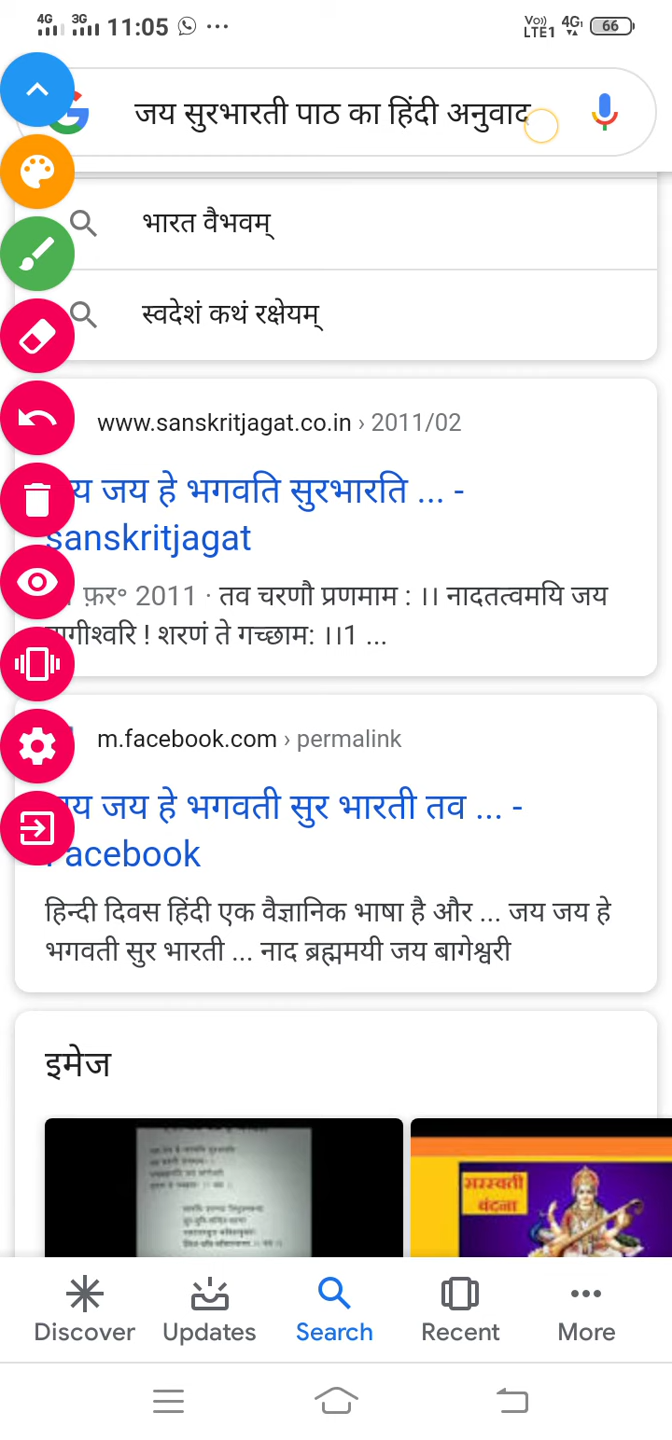 4G 3G 11:05 ...
Vo)) LTE1 4G 66
जय सुरभारती पाठ का हिंदी अनुवाद
भारत वैभवम्
स्वदेशं कथं रक्षेयम्
www.sanskritjagat.co.in › 2011/02
य जय हे भगवति सुरभारति ... -
sanskritjagat
फ़र॰ 2011 · तव चरणौ प्रणमाम : ।। नादतत्वमयि जय
! शरणं ते गच्छाम: ।।1 ...
m.facebook.com › permalink
य जय हे भगवती सुर भारती तव ... -
acebook
हिन्दी दिवस हिंदी एक वैज्ञानिक भाषा है और ... जय जय हे
भगवती सुर भारती ... नाद ब्रह्ममयी जय बागेश्वरी
इमेज
सरस्वती
वंदना
Discover Updates Search Recent More